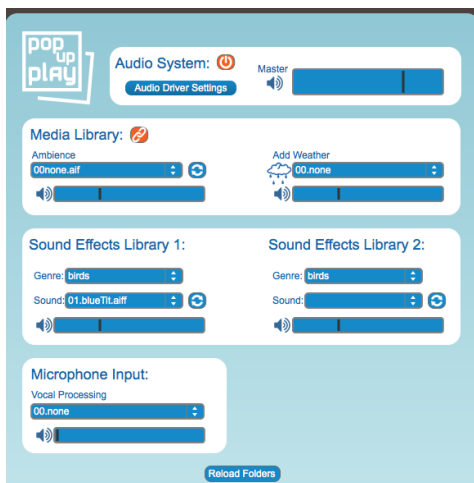 pop
up
play
Audio System:
Audio Driver Settings
Master
Media Library:
Ambience
00none.aif
Add Weather
00.none
Sound Effects Library 1:
Genre: birds
Sound: 01.blueTit.aiff
Sound Effects Library 2:
Genre: birds
Sound:
Microphone Input:
Vocal Processing
00.none
Reload Folders